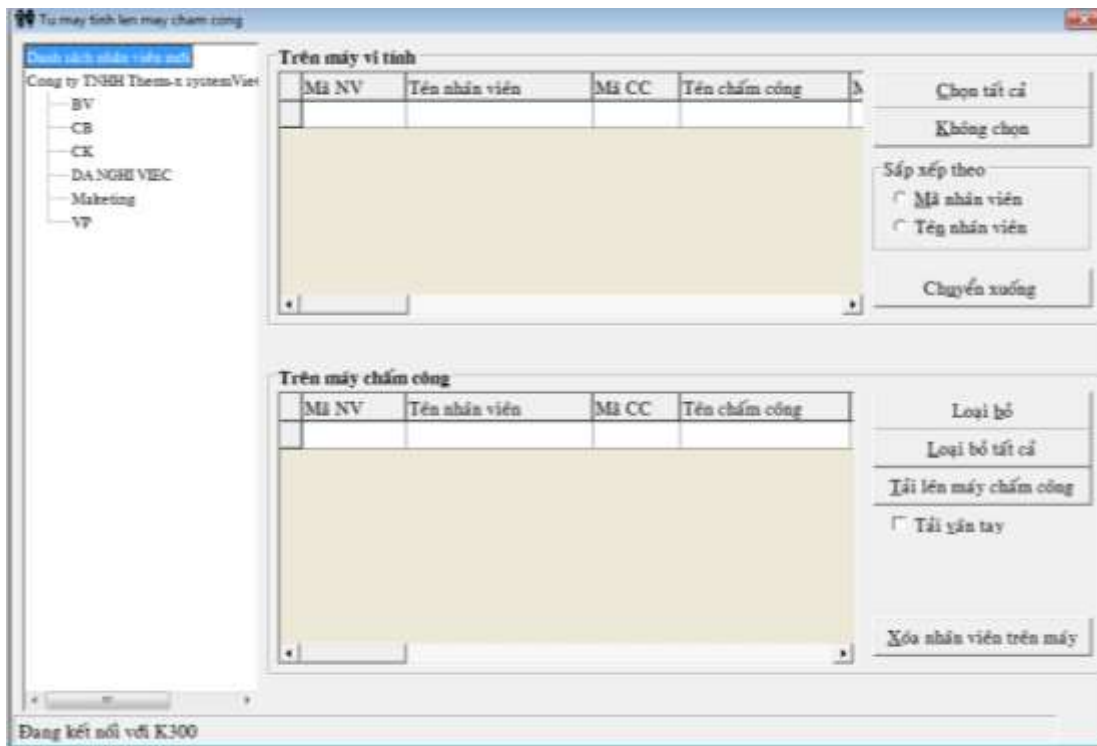 Tu may tinh len may cham cong
Danh sách nhân viên mới
Cong ty TNHH Therm-x systemViet
BV
CB
CK
DA NGHI VIEC
Maketing
VP
Trên máy vi tính
Mã NV Tên nhân viên Mã CC Tên chấm công
Chọn tất cả
Không chọn
Sắp xếp theo
Mã nhân viên
Tên nhân viên
Chuyển xuống
Trên máy chấm công
Mã NV Tên nhân viên Mã CC Tên chấm công
Loại bỏ
Loại bỏ tất cả
Tải lên máy chấm công
Tải vân tay
Xóa nhân viên trên máy
Đang kết nối với K300